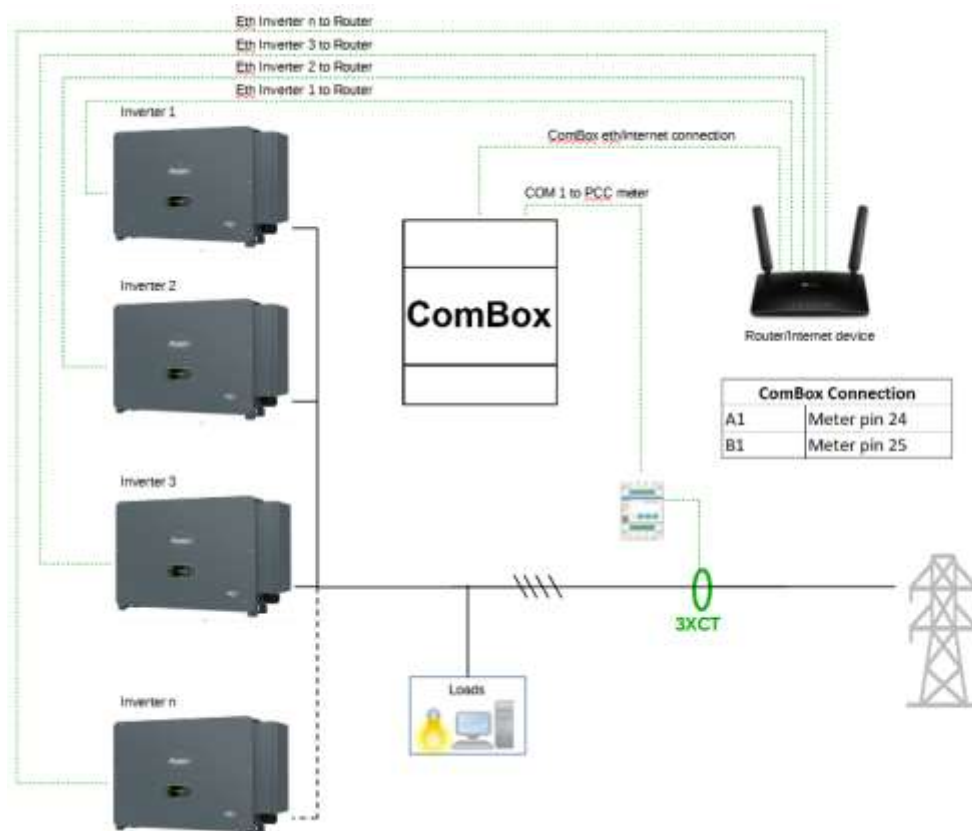 Eth Inverter n to Router
Eth Inverter 3 to Router
Eth Inverter 2 to Router
Eth Inverter 1 to Router
Inverter 1
ComBox eth/Internet connection
COM 1 to PCC meter
Inverter 2
ComBox
Router/Internet device
ComBox Connection
A1 Meter pin 24
B1 Meter pin 25
Inverter 3
3XCT
Loads
Inverter n